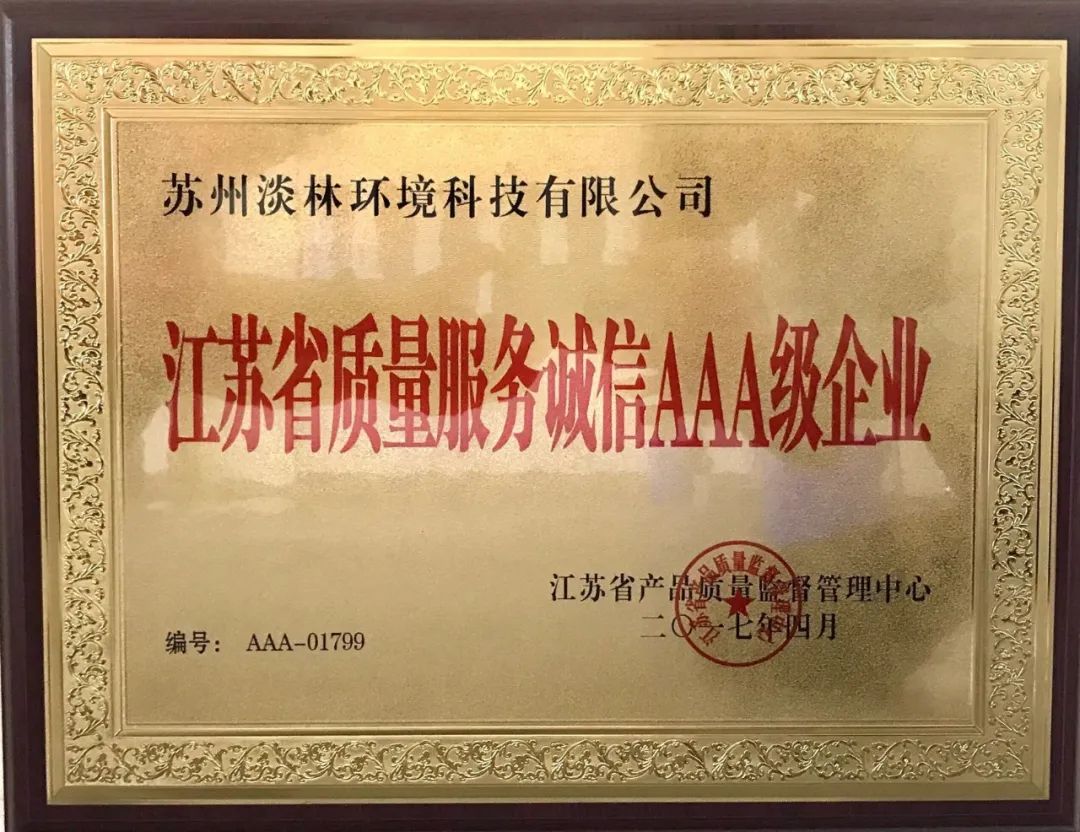 苏州淡林环境科技有限公司
江苏省质量服务诚信AAA级企业
江苏省产品质量监督管理中心
二〇一七年四月
编号： AAA-01799